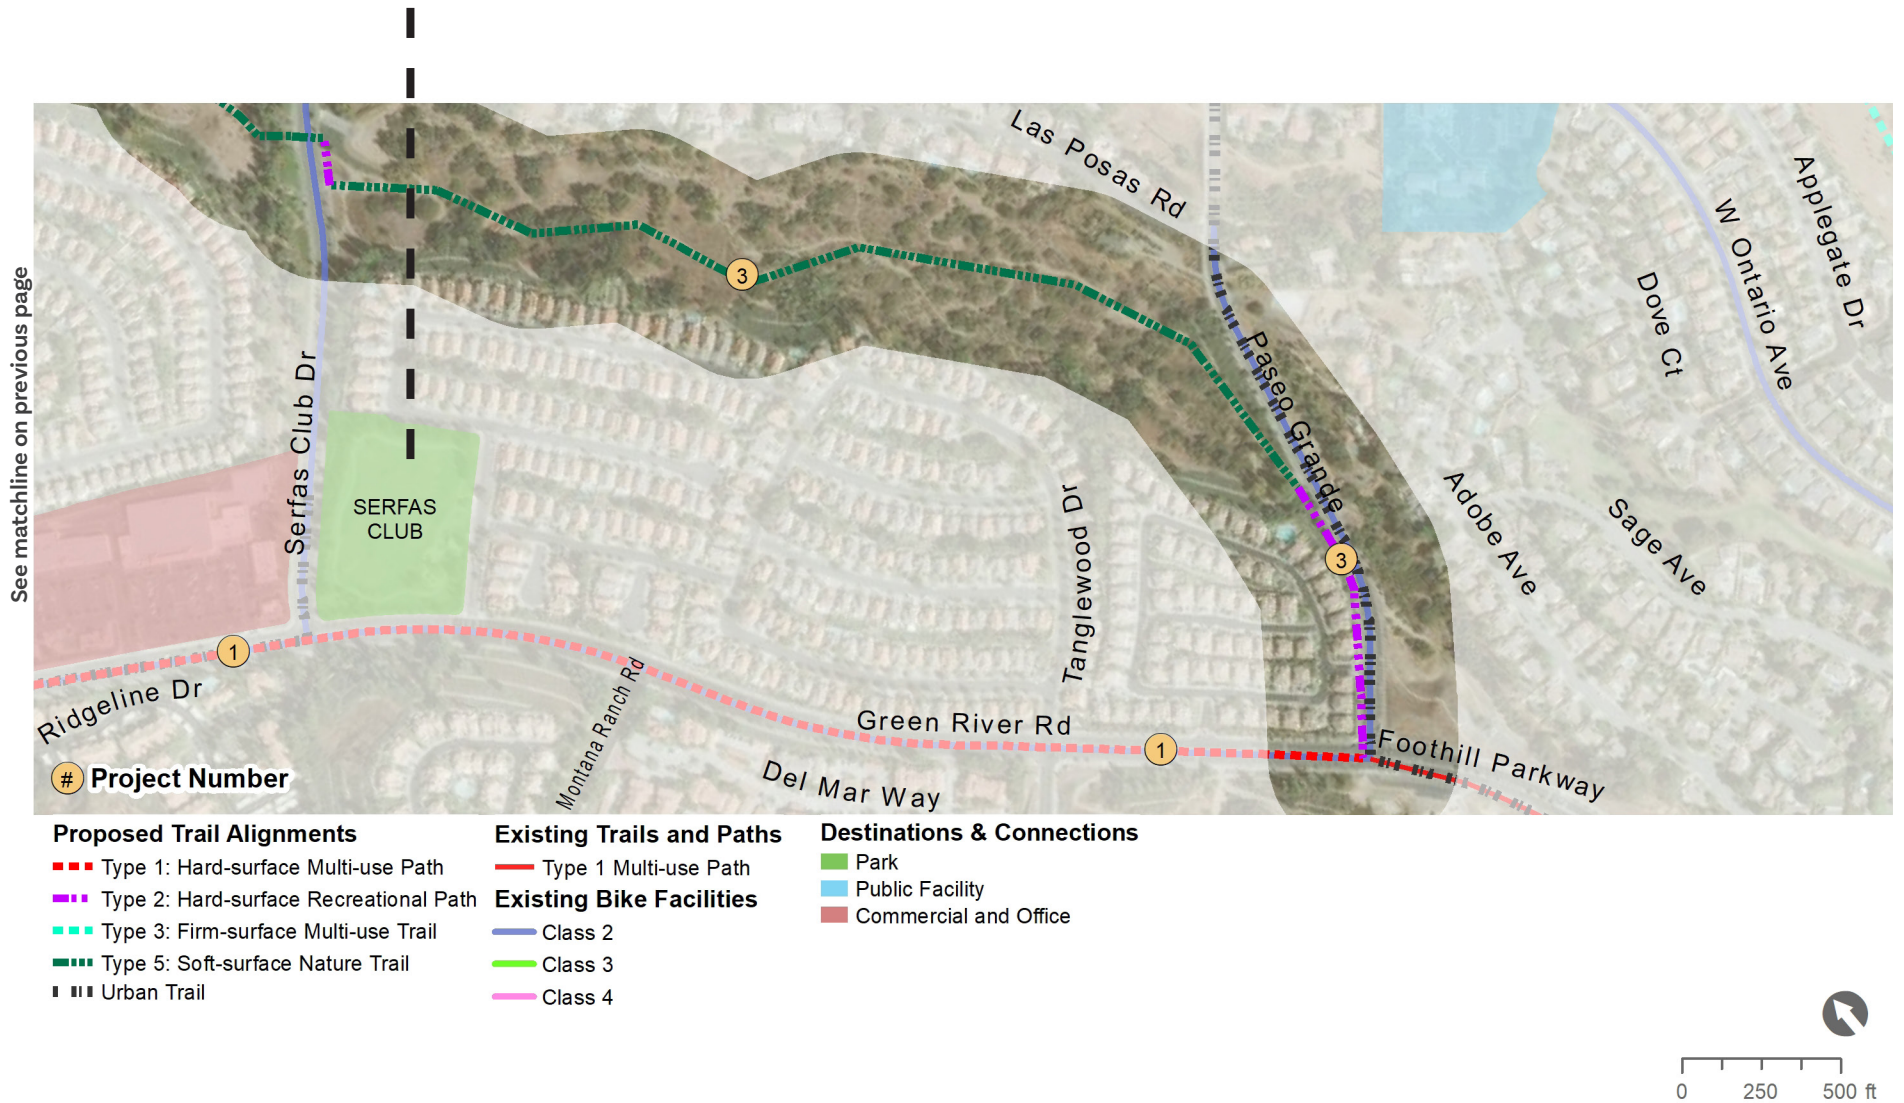 See matchline on previous page
Las Posas Rd
Applegate Dr
W Ontario Ave
Dove Ct
3
Paseo Grande
Serfas Club Dr
SERFAS
CLUB
Tanglewood Dr
Adobe Ave
Sage Ave
3
1
Ridgeline Dr
Montana Ranch Rd
Green River Rd
1
Foothill Parkway
Del Mar Way
# Project Number
Proposed Trail Alignments
Type 1: Hard-surface Multi-use Path
Type 2: Hard-surface Recreational Path
Type 3: Firm-surface Multi-use Trail
Type 5: Soft-surface Nature Trail
Urban Trail
Existing Trails and Paths
Type 1 Multi-use Path
Existing Bike Facilities
Class 2
Class 3
Class 4
Destinations & Connections
Park
Public Facility
Commercial and Office
0 250 500 ft